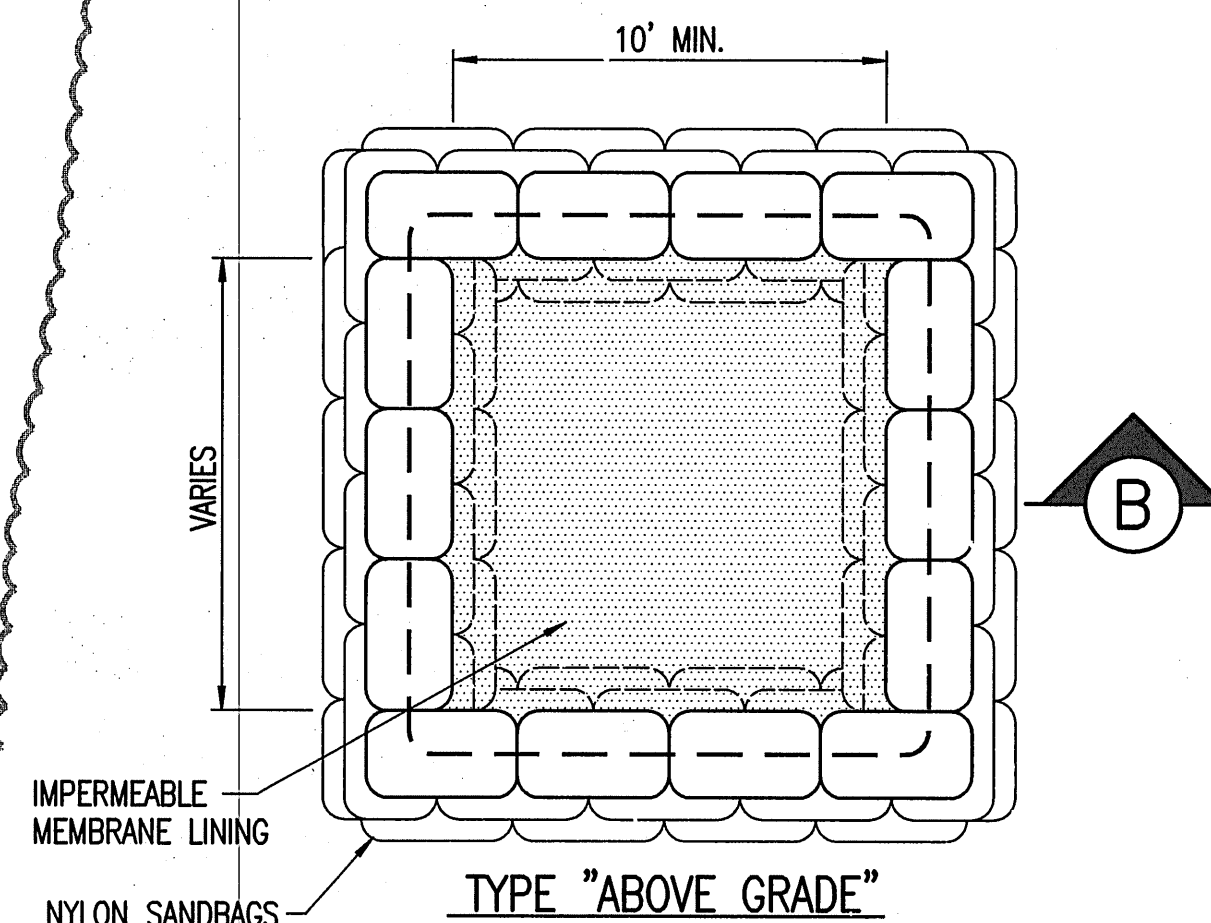 10' MIN.
VARIES
B
IMPERMEABLE
MEMBRANE LINING
NYLON SANDBAGS
TYPE "ABOVE GRADE"